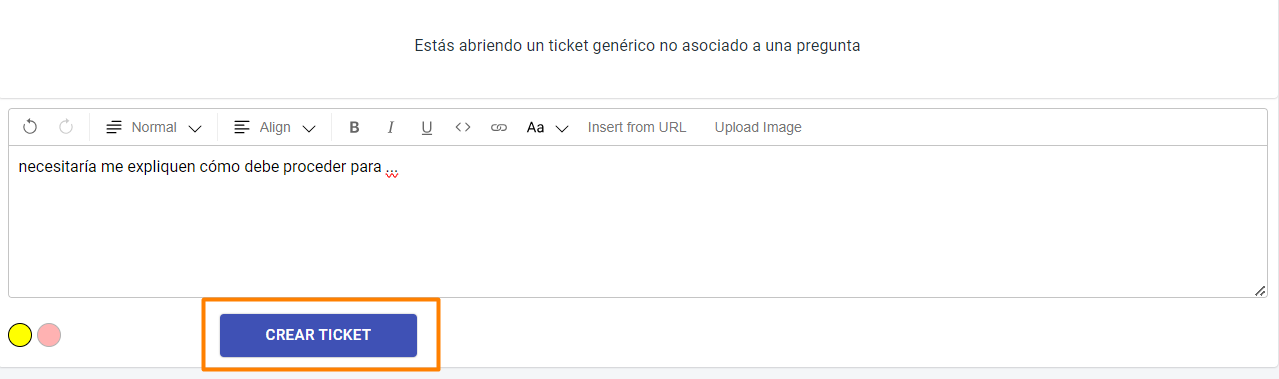 Estás abriendo un ticket genérico no asociado a una pregunta
Normal Align B I U <> Aa Insert from URL Upload Image
necesitaría me expliquen cómo debe proceder para ...
CREAR TICKET